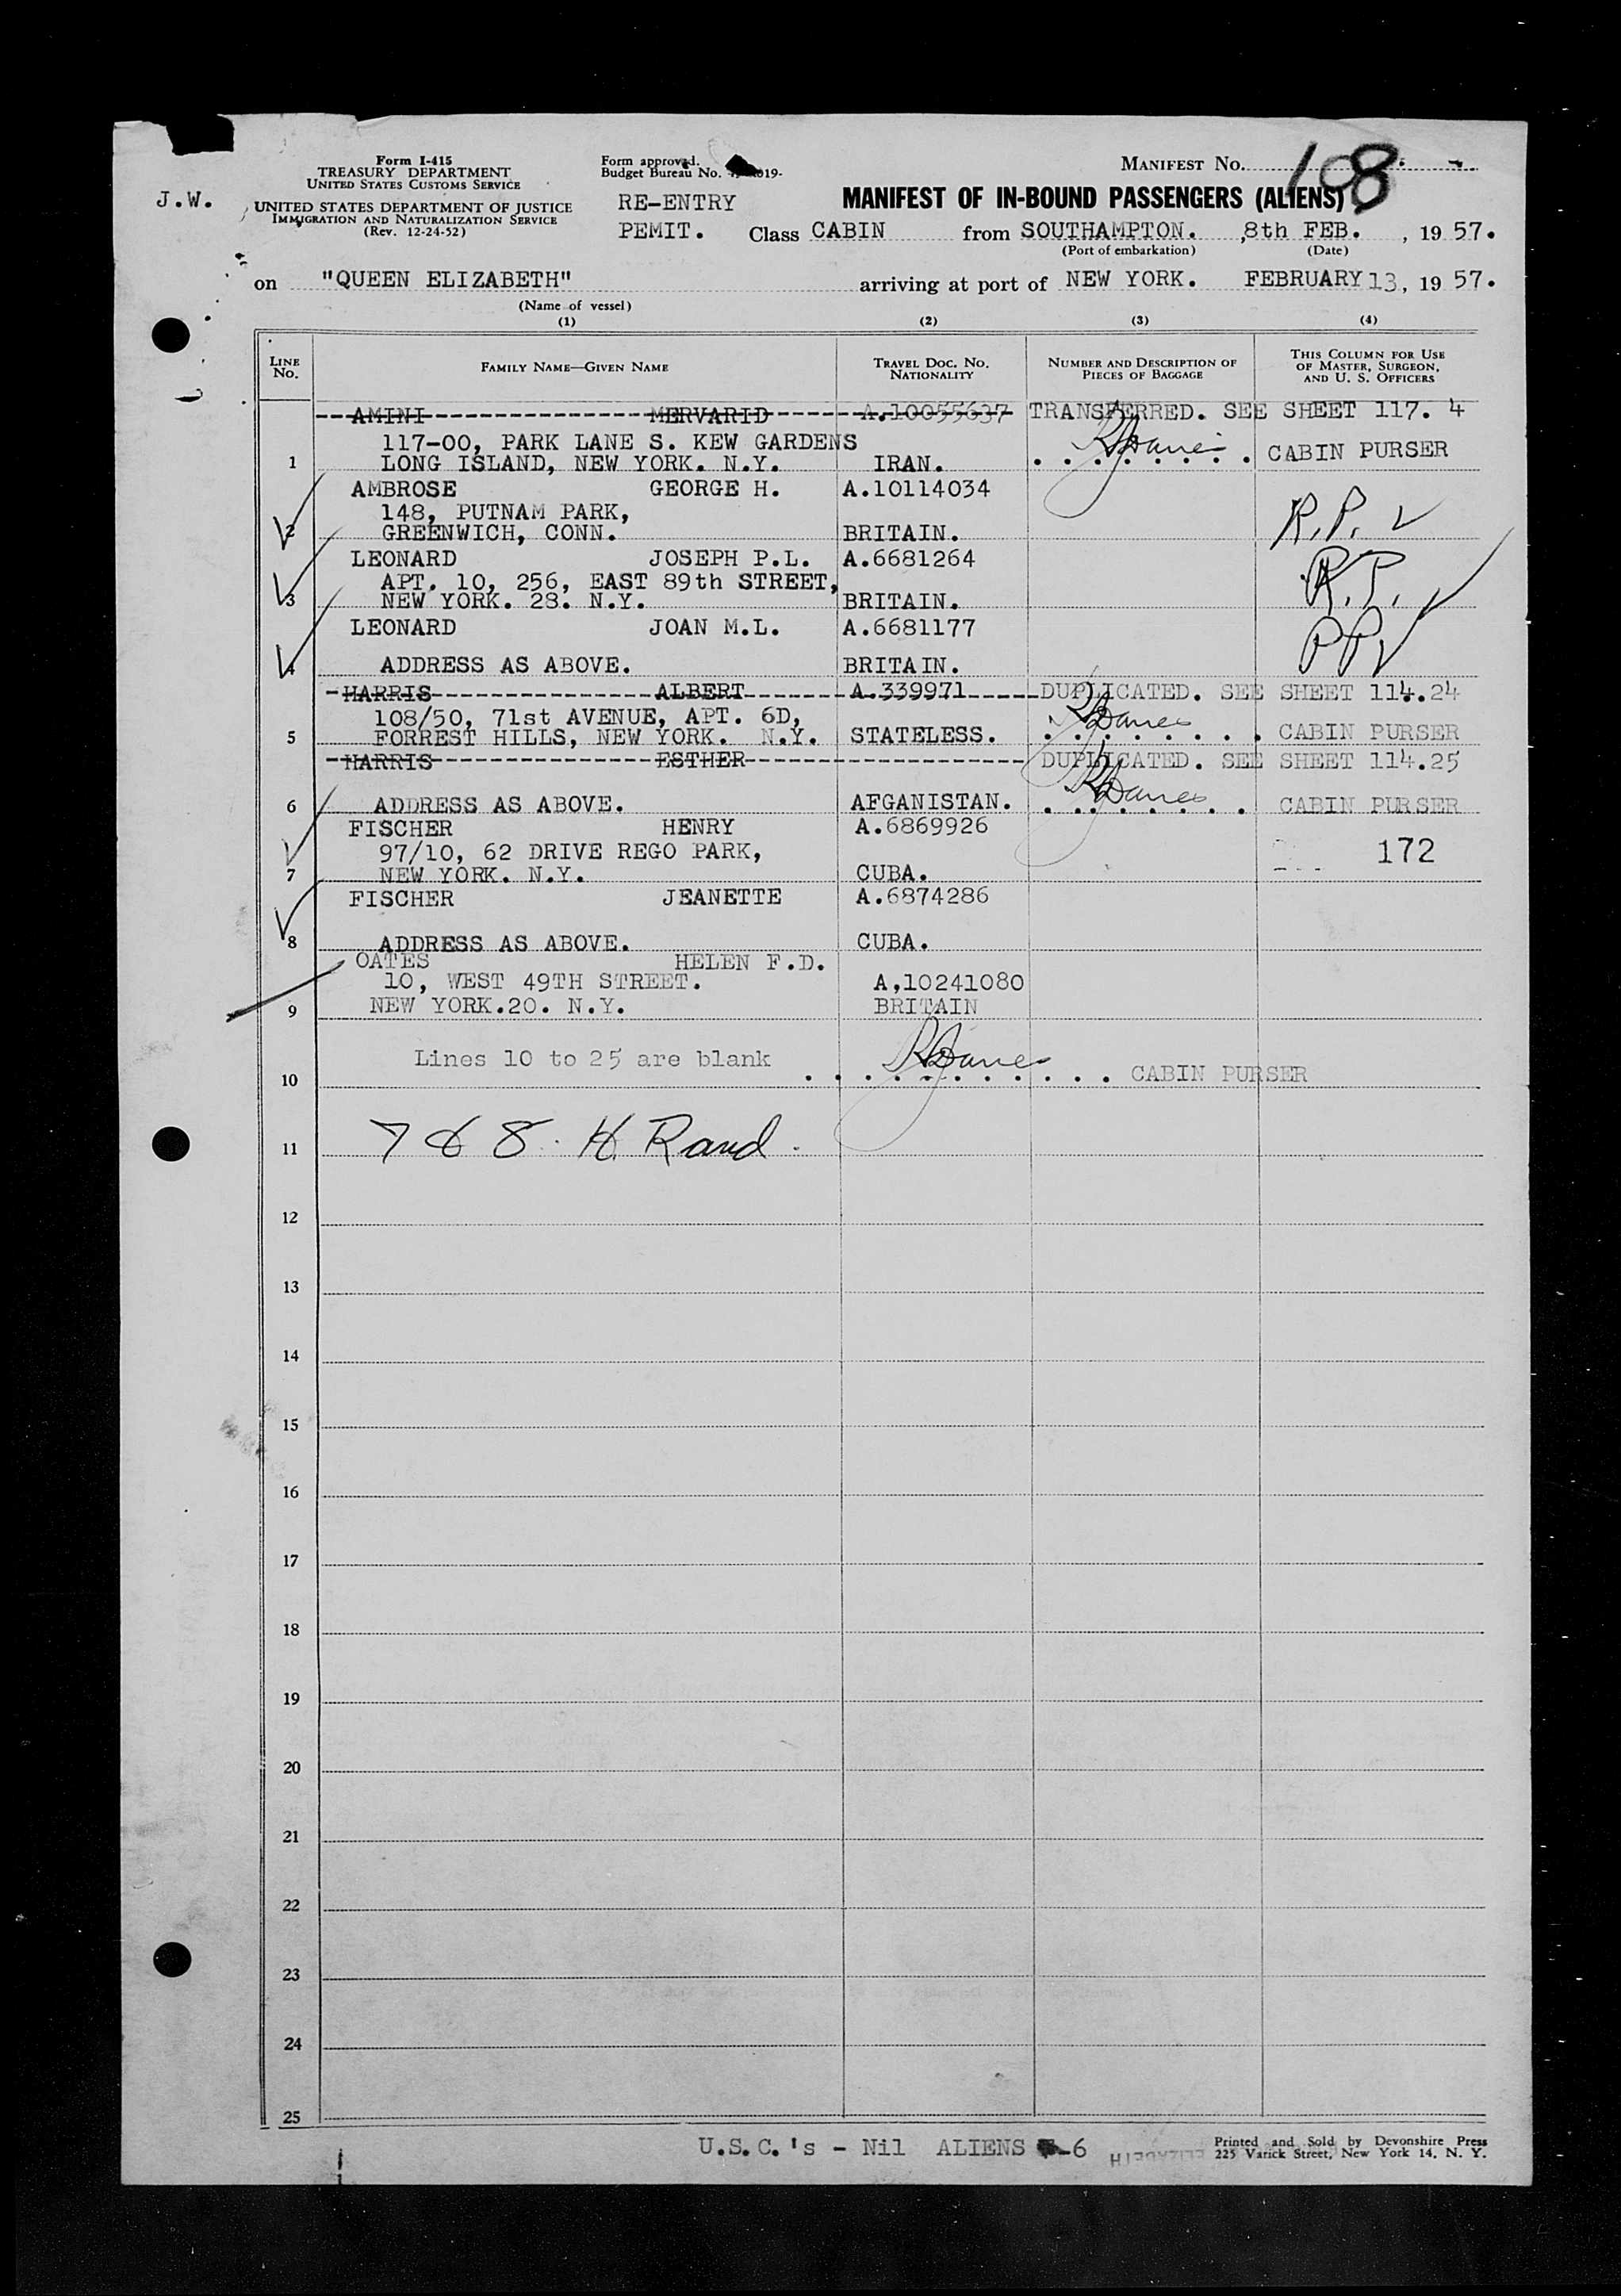 J.W.
Form I-415
TREASURY DEPARTMENT
UNITED STATES CUSTOMS SERVICE
UNITED STATES DEPARTMENT OF JUSTICE
IMMIGRATION AND NATURALIZATION SERVICE
(Rev. 12-24-52)
Form approved.
Budget Bureau No.
RE-ENTRY
PEMIT.
MANIFEST NO. 108
MANIFEST OF IN-BOUND PASSENGERS (ALIENS)
Class CABIN from SOUTHAMPTON. ,8th FEB. , 19 57.
(Port of embarkation) (Date)
on "QUEEN ELIZABETH" arriving at port of NEW YORK. FEBRUARY 13, 19 57.
(Name of vessel)
(1) (2) (3) (4)
LINE NO. FAMILY NAME—GIVEN NAME TRAVEL DOC. NO. NATIONALITY NUMBER AND DESCRIPTION OF PIECES OF BAGGAGE THIS COLUMN FOR USE OF MASTER, SURGEON, AND U. S. OFFICERS
AMINI MERVARID A.10055637 TRANSFERRED. SEE SHEET 117. 4
117-00, PARK LANE S. KEW GARDENS
1 LONG ISLAND, NEW YORK. N.Y. IRAN. CABIN PURSER
AMBROSE GEORGE H. A.10114034
148, PUTNAM PARK,
2 GREENWICH, CONN. BRITAIN. R.P.
LEONARD JOSEPH P.L. A.6681264
APT. 10, 256, EAST 89th STREET,
3 NEW YORK. 28. N.Y. BRITAIN. R.P.
LEONARD JOAN M.L. A.6681177
4 ADDRESS AS ABOVE. BRITAIN.
HARRIS ALBERT A.339971 DUPLICATED. SEE SHEET 114.24
108/50, 71st AVENUE, APT. 6D,
5 FORREST HILLS, NEW YORK. N.Y. STATELESS. CABIN PURSER
HARRIS ESTHER DUPLICATED. SEE SHEET 114.25
6 ADDRESS AS ABOVE. AFGANISTAN. CABIN PURSER
FISCHER HENRY A.6869926
97/10, 62 DRIVE REGO PARK, 172
7 NEW YORK. N.Y. CUBA.
FISCHER JEANETTE A.6874286
8 ADDRESS AS ABOVE. CUBA.
OATES HELEN F.D.
10, WEST 49TH STREET. A,10241080
9 NEW YORK.20. N.Y. BRITAIN
Lines 10 to 25 are blank
10 CABIN PURSER
11 7 & 8. H. Rand.
12
13
14
15
16
17
18
19
20
21
22
23
24
25
U.S.C.'s - Nil ALIENS 6
Printed and Sold by Devonshire Press
225 Varick Street, New York 14, N. Y.